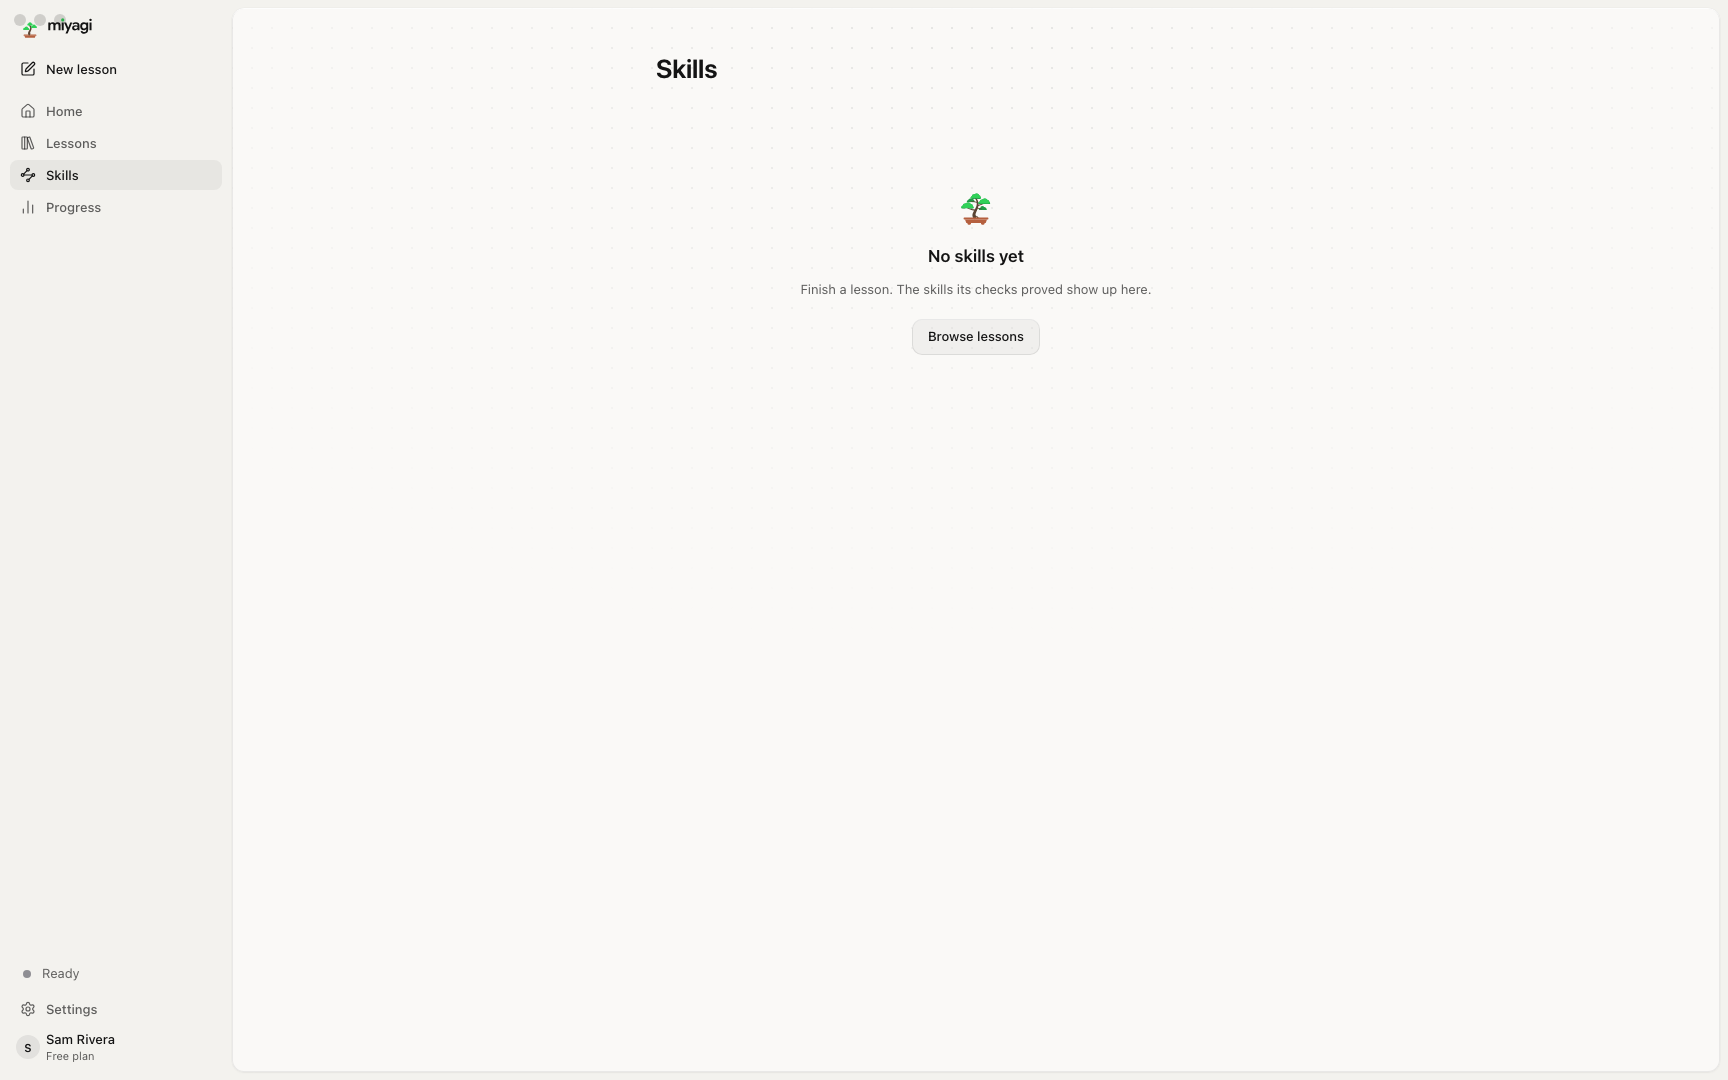 miyagi
New lesson
Home
Lessons
Skills
Progress
Ready
Settings
S
Sam Rivera
Free plan
Skills
No skills yet
Finish a lesson. The skills its checks proved show up here.
Browse lessons